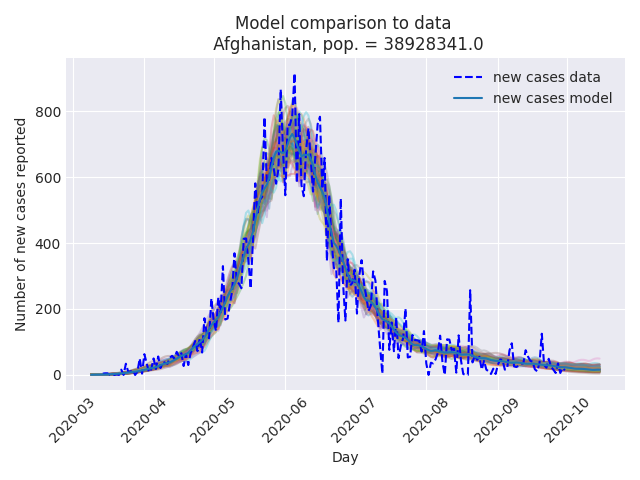 Model comparison to data
Afghanistan, pop. = 38928341.0
new cases data
new cases model
Number of new cases reported
800
600
400
200
0
2020-03
2020-04
2020-05
2020-06
2020-07
2020-08
2020-09
2020-10
Day